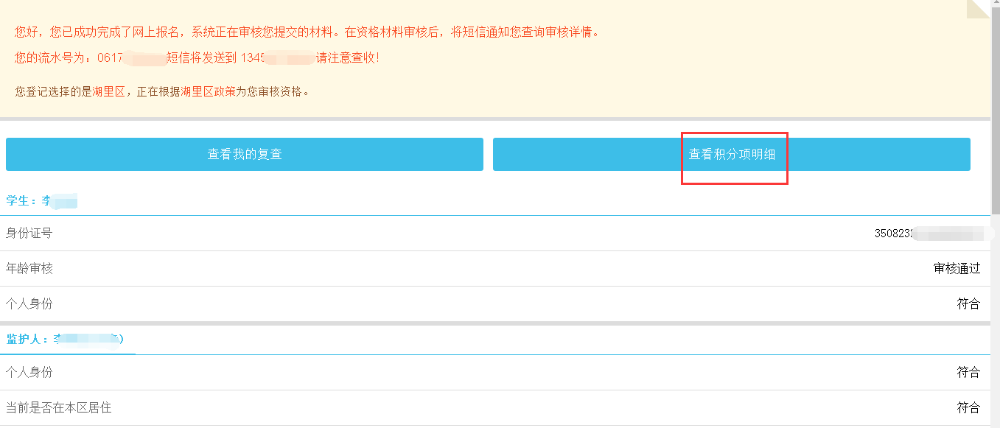 您好，您已成功完成了网上报名，系统正在审核您提交的材料。在资格材料审核后，将短信通知您查询审核详情。
您的流水号为：0617 短信将发送到 1345 请注意查收！
您登记选择的是湖里区，正在根据湖里区政策为您审核资格。
查看我的复查 查看积分项明细
学生：李
身份证号 350823
年龄审核 审核通过
个人身份 符合
监护人：李 )
个人身份 符合
当前是否在本区居住 符合